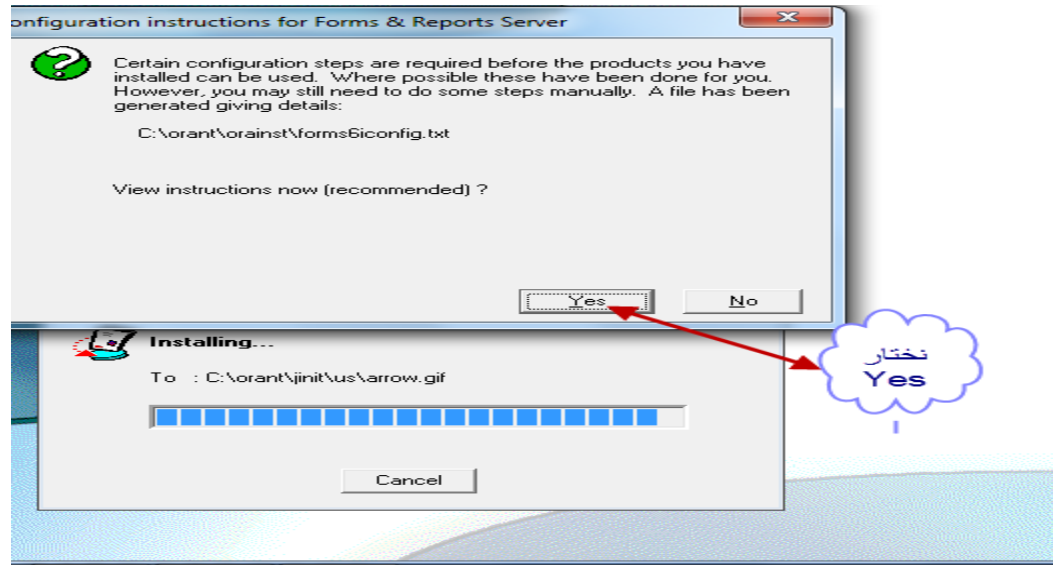 onfiguration instructions for Forms & Reports Server
Certain configuration steps are required before the products you have
installed can be used. Where possible these have been done for you.
However, you may still need to do some steps manually. A file has been
generated giving details:
C:\orant\orainst\forms6iconfig.txt
View instructions now (recommended) ?
Yes
No
Installing...
To : C:\orant\jinit\us\arrow.gif
Cancel
نختار
Yes